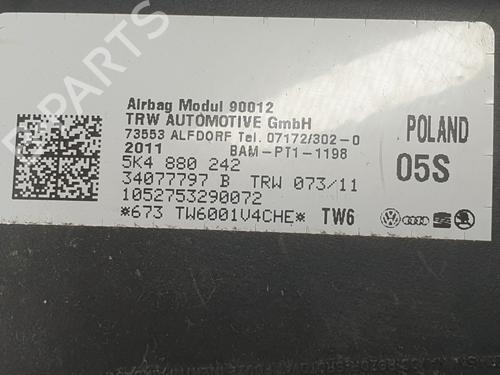 Airbag Modul 90012
TRW AUTOMOTIVE GmbH
73553 ALFDORF Tel. 07172/302-0
2011 BAM-PT1-1198
5K4 880 242
34077797 B TRW 073/11
1052753290072
*673 TW6001V4CHE* TW6
POLAND
05S